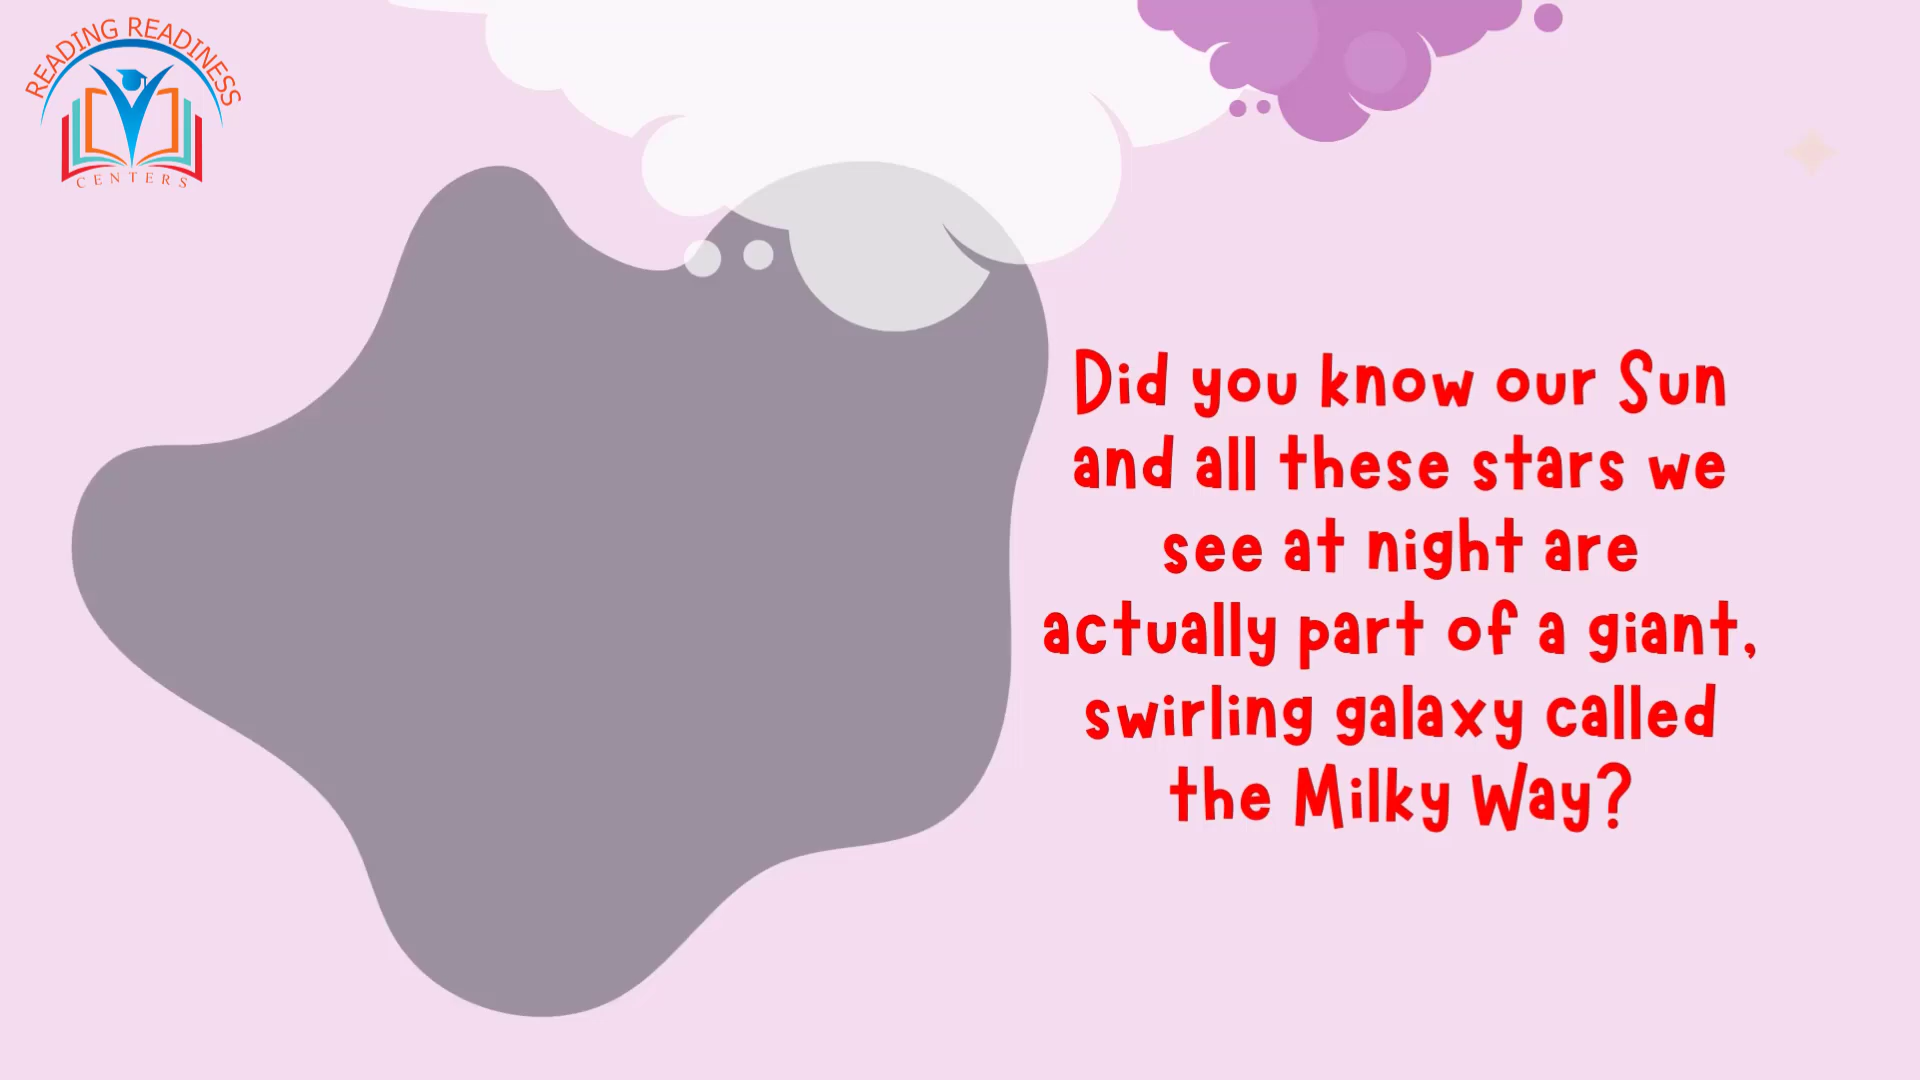 READING READINESS
CENTERS
Did you know our Sun
and all these stars we
see at night are
actually part of a giant,
swirling galaxy called
the Milky Way?